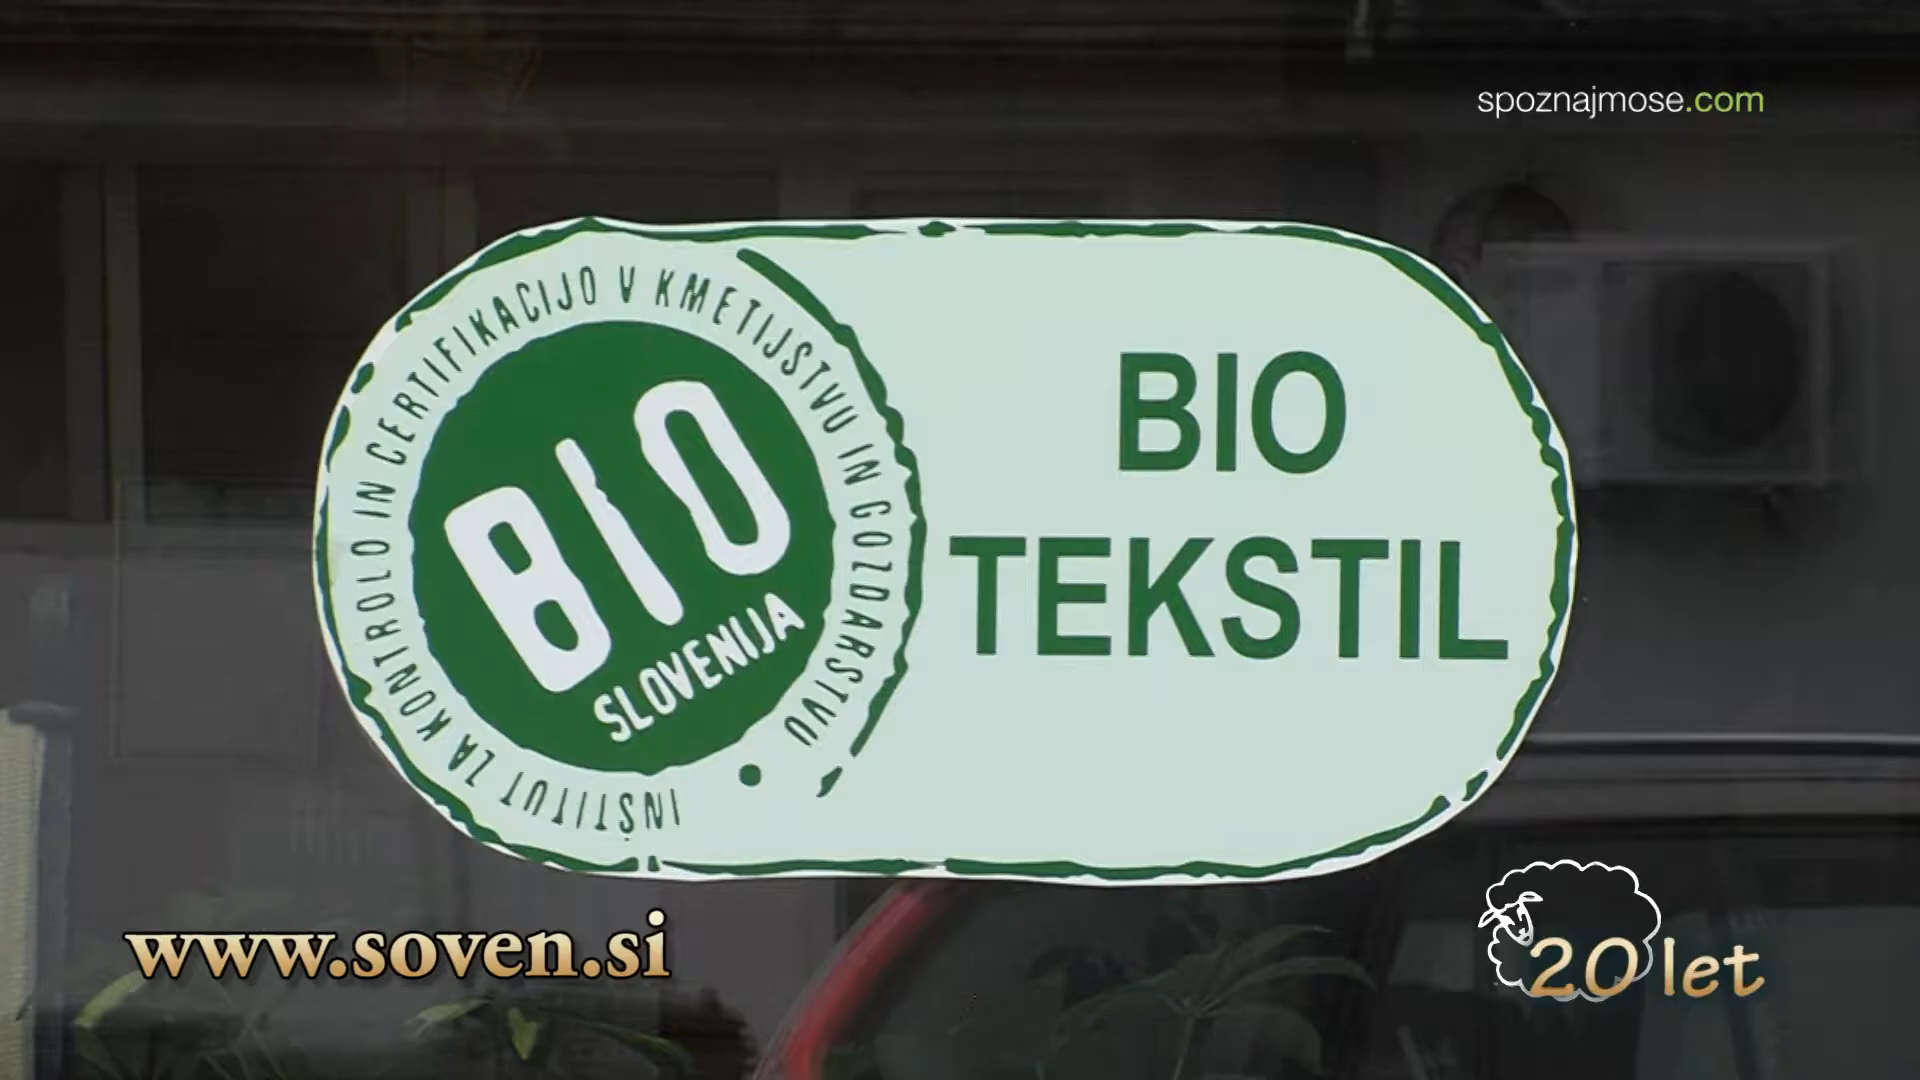 spoznajmose.com
INŠTITUT ZA KONTROLO IN CERTIFIKACIJO V KMETIJSTVU IN GOZDARSTVU
BIO
SLOVENIJA
BIO
TEKSTIL
www.soven.si
20 let